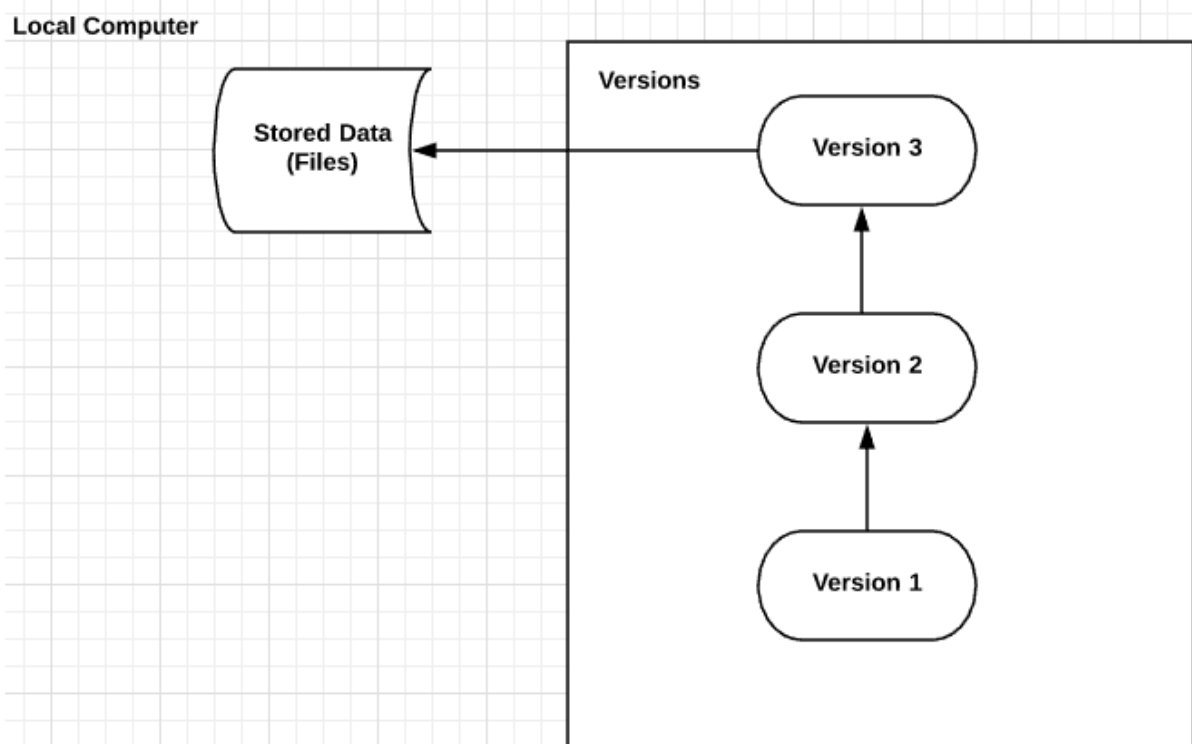 Local Computer
Stored Data
(Files)
Versions
Version 3
Version 2
Version 1